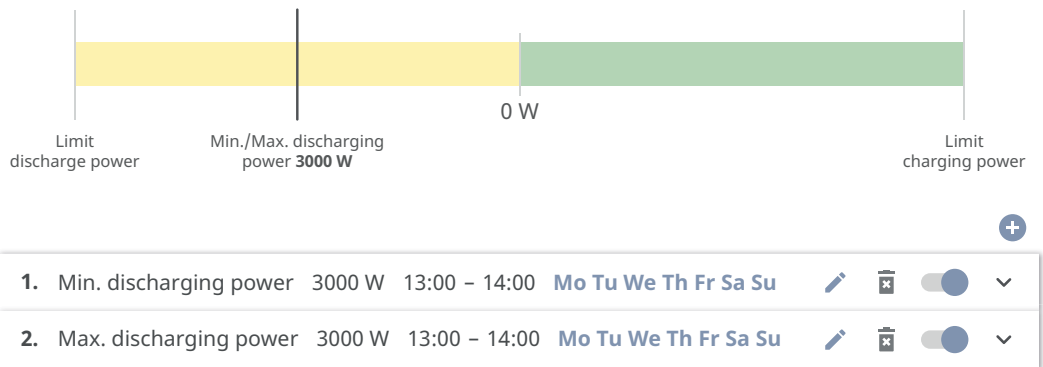 0 W
Limit
discharge power
Min./Max. discharging
power 3000 W
Limit
charging power
1. Min. discharging power 3000 W 13:00 – 14:00 Mo Tu We Th Fr Sa Su
2. Max. discharging power 3000 W 13:00 – 14:00 Mo Tu We Th Fr Sa Su